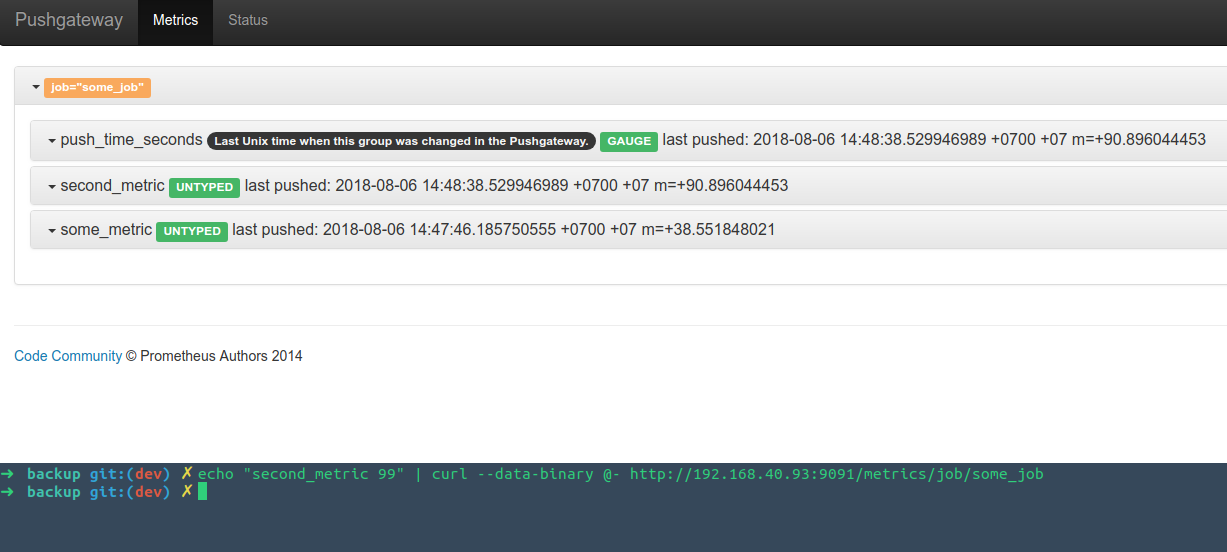 Pushgateway Metrics Status
job="some_job"
push_time_seconds Last Unix time when this group was changed in the Pushgateway. GAUGE last pushed: 2018-08-06 14:48:38.529946989 +0700 +07 m=+90.896044453
second_metric UNTYPED last pushed: 2018-08-06 14:48:38.529946989 +0700 +07 m=+90.896044453
some_metric UNTYPED last pushed: 2018-08-06 14:47:46.185750555 +0700 +07 m=+38.551848021
Code Community © Prometheus Authors 2014
➜ backup git:(dev) ✗ echo "second_metric 99" | curl --data-binary @- http://192.168.40.93:9091/metrics/job/some_job
➜ backup git:(dev) ✗